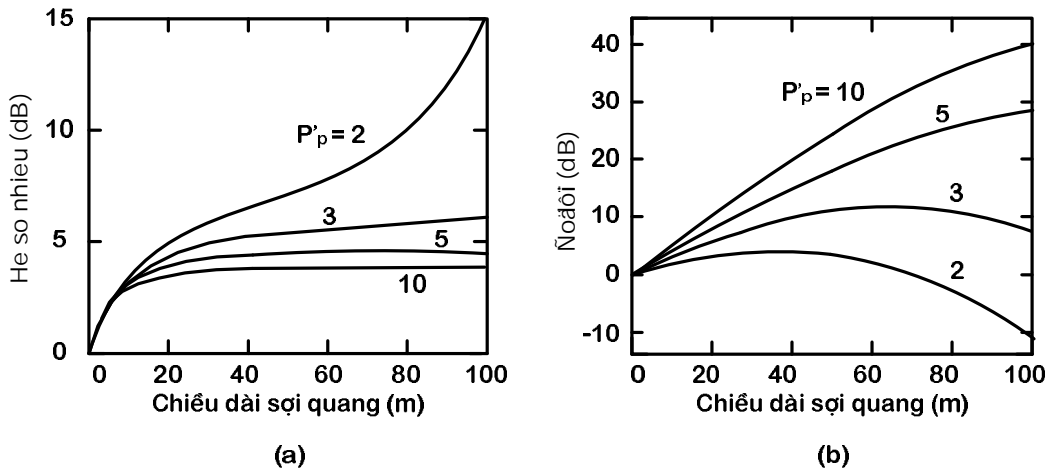 15
10
5
0
He so nhieu (dB)
P'p = 2
3
5
10
0 20 40 60 80 100
Chiều dài sợi quang (m)
(a)
40
30
20
10
0
-10
Ñoälôïi (dB)
P'p = 10
5
3
2
0 20 40 60 80 100
Chiều dài sợi quang (m)
(b)